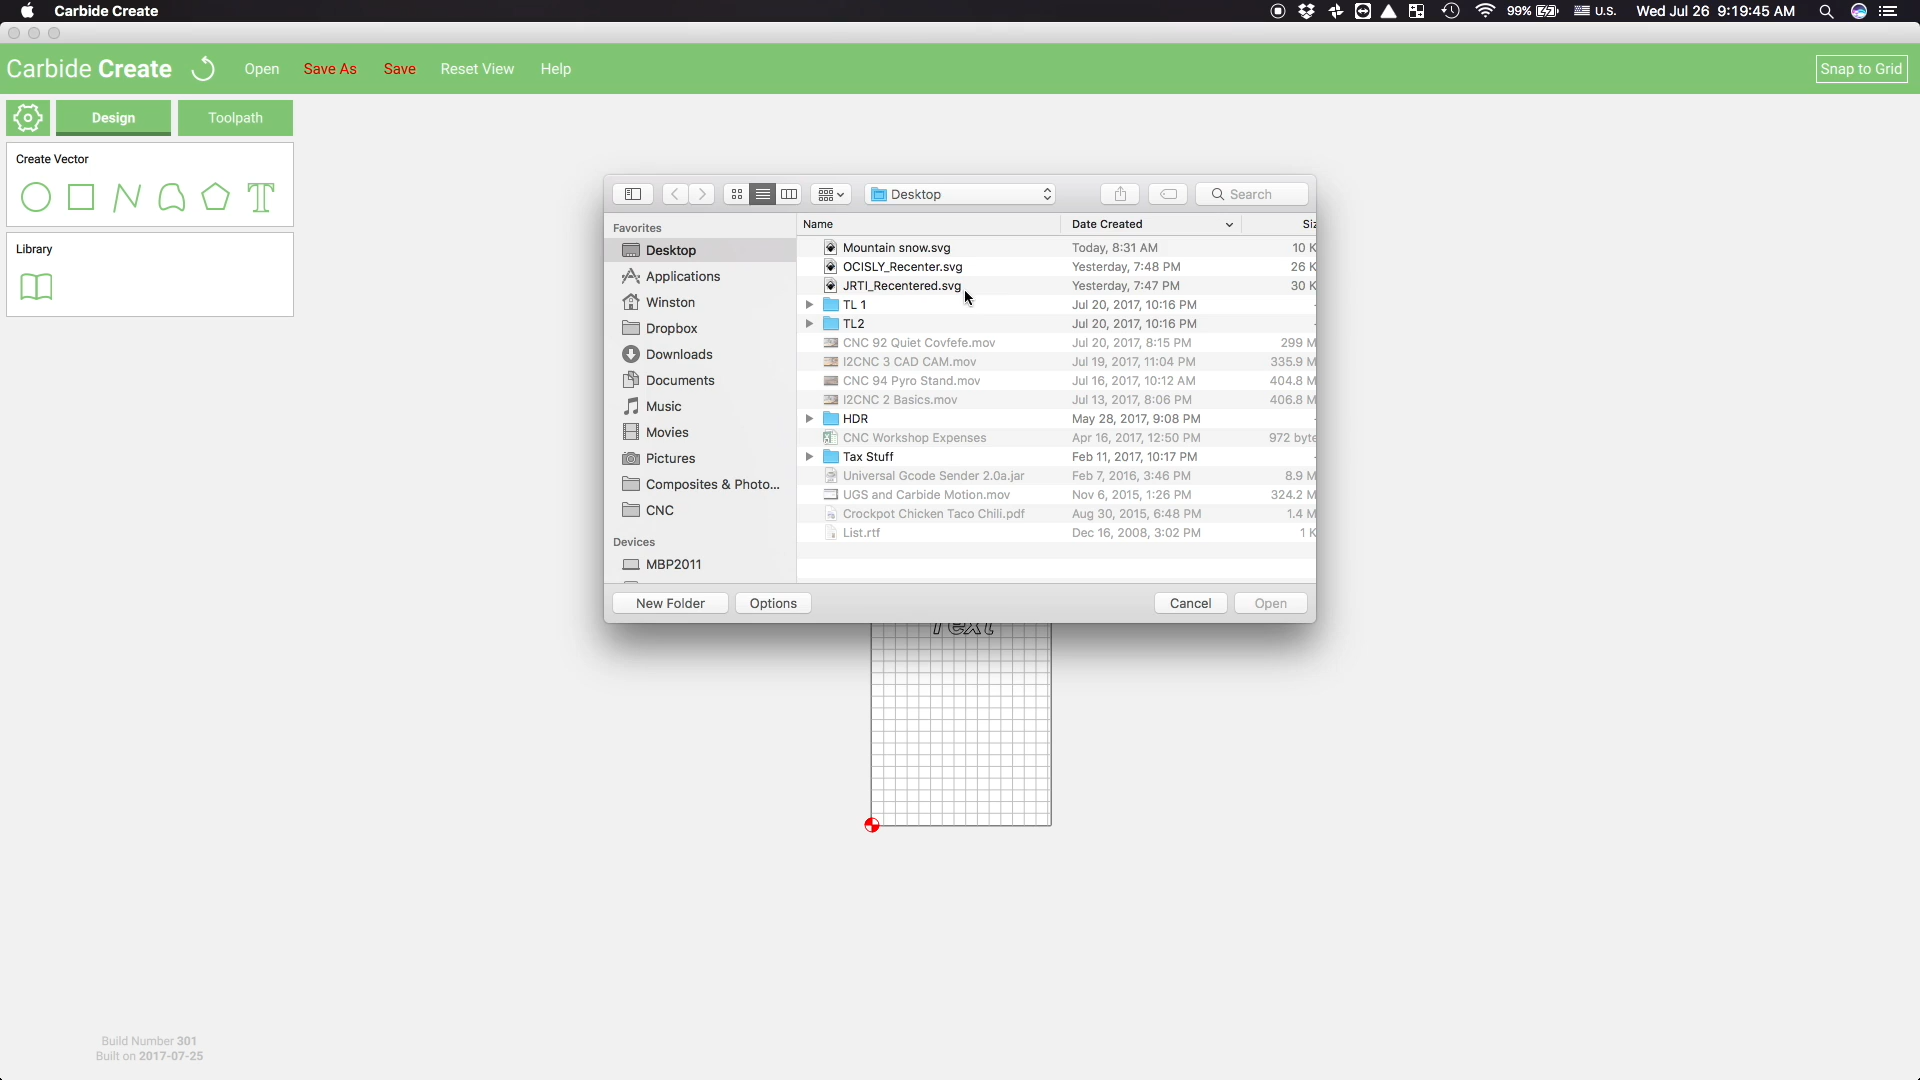 Carbide Create
99%
U.S.
Wed Jul 26 9:19:45 AM
Carbide Create
Open
Save As
Save
Reset View
Help
Snap to Grid
Design
Toolpath
Create Vector
T
Library
Desktop
Search
Favorites
Desktop
Applications
Winston
Dropbox
Downloads
Documents
Music
Movies
Pictures
Composites & Photo...
CNC
Devices
MBP2011
Name Date Created Siz
Mountain snow.svg Today, 8:31 AM 10 K
OCISLY_Recenter.svg Yesterday, 7:48 PM 26 K
JRTI_Recentered.svg Yesterday, 7:47 PM 30 K
TL 1 Jul 20, 2017, 10:16 PM
TL2 Jul 20, 2017, 10:16 PM
CNC 92 Quiet Covfefe.mov Jul 20, 2017, 8:15 PM 299 M
I2CNC 3 CAD CAM.mov Jul 19, 2017, 11:04 PM 335.9 M
CNC 94 Pyro Stand.mov Jul 16, 2017, 10:12 AM 404.8 M
I2CNC 2 Basics.mov Jul 13, 2017, 8:06 PM 406.8 M
HDR May 28, 2017, 9:08 PM
CNC Workshop Expenses Apr 16, 2017, 12:50 PM 972 byte
Tax Stuff Feb 11, 2017, 10:17 PM
Universal Gcode Sender 2.0a.jar Feb 7, 2016, 3:46 PM 8.9 M
UGS and Carbide Motion.mov Nov 6, 2015, 1:26 PM 324.2 M
Crockpot Chicken Taco Chili.pdf Aug 30, 2015, 6:48 PM 1.4 M
List.rtf Dec 16, 2008, 3:02 PM 1 K
New Folder
Options
Cancel
Open
Text
Build Number 301
Built on 2017-07-25